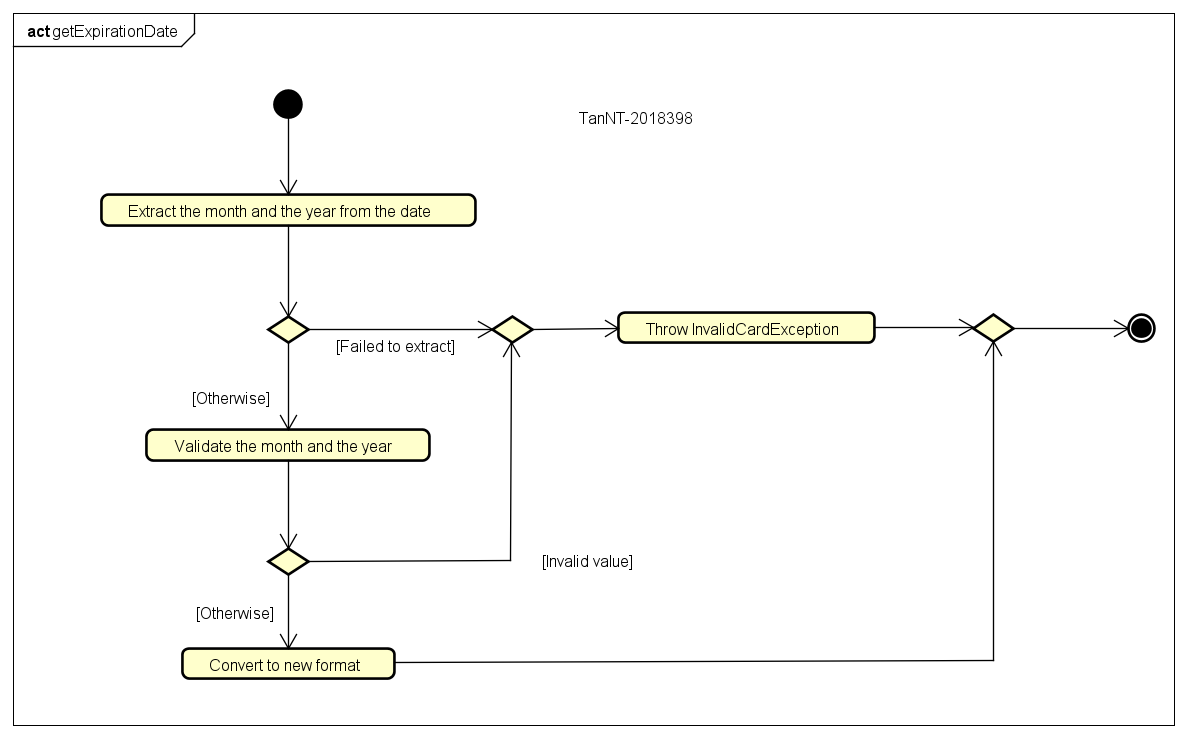 act getExpirationDate
TanNT-2018398
Extract the month and the year from the date
Throw InvalidCardException
[Failed to extract]
[Otherwise]
Validate the month and the year
[Invalid value]
[Otherwise]
Convert to new format